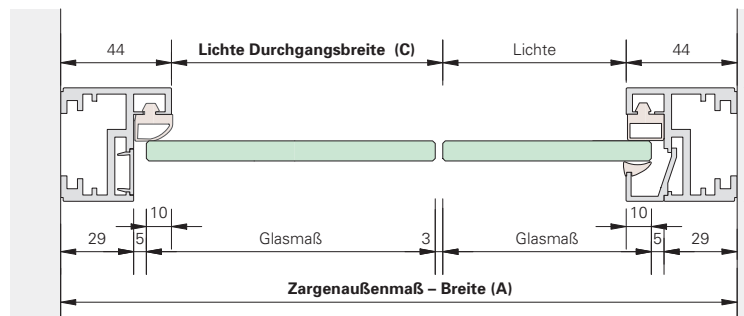 44 Lichte Durchgangsbreite (C) Lichte 44
10 10
29 5 Glasmaß 3 Glasmaß 5 29
Zargenaußenmaß – Breite (A)